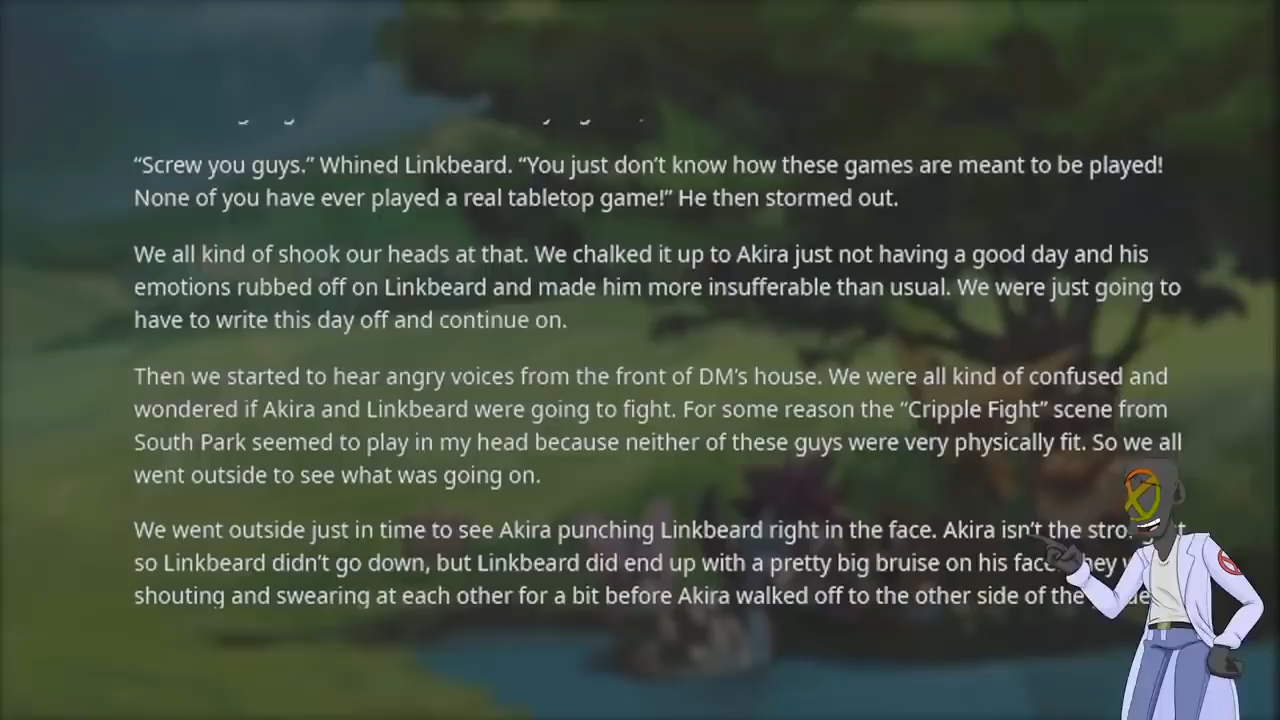 “Screw you guys.” Whined Linkbeard. “You just don’t know how these games are meant to be played!
None of you have ever played a real tabletop game!” He then stormed out.
We all kind of shook our heads at that. We chalked it up to Akira just not having a good day and his
emotions rubbed off on Linkbeard and made him more insufferable than usual. We were just going to
have to write this day off and continue on.
Then we started to hear angry voices from the front of DM’s house. We were all kind of confused and
wondered if Akira and Linkbeard were going to fight. For some reason the “Cripple Fight” scene from
South Park seemed to play in my head because neither of these guys were very physically fit. So we all
went outside to see what was going on.
We went outside just in time to see Akira punching Linkbeard right in the face. Akira isn’t the
so Linkbeard didn’t go down, but Linkbeard did end up with a pretty big bruise on his
shouting and swearing at each other for a bit before Akira walked off to the other side of the